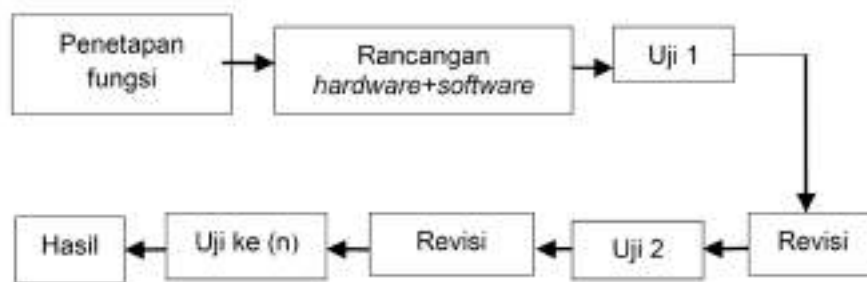 Penetapan
fungsi
Rancangan
hardware+software
Uji 1
Revisi
Uji 2
Revisi
Uji ke (n)
Hasil